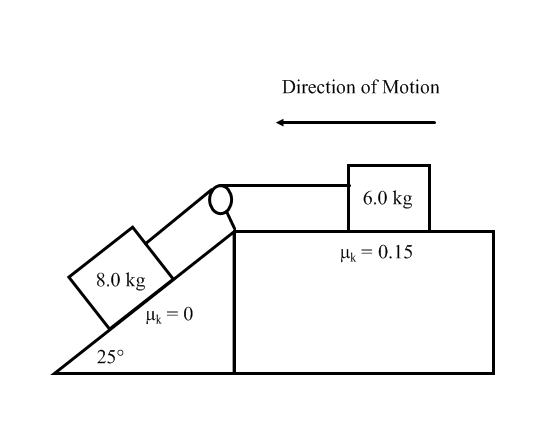 Direction of Motion
6.0 kg
μk = 0.15
8.0 kg
μk = 0
25°